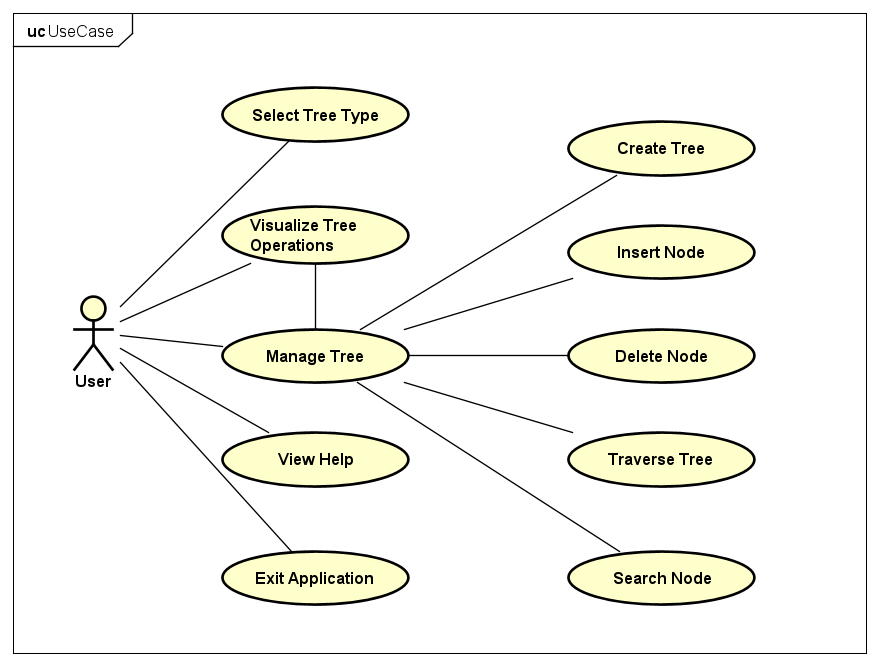 uc UseCase
Select Tree Type
Create Tree
Visualize Tree
Operations
Insert Node
Manage Tree
Delete Node
User
View Help
Traverse Tree
Exit Application
Search Node